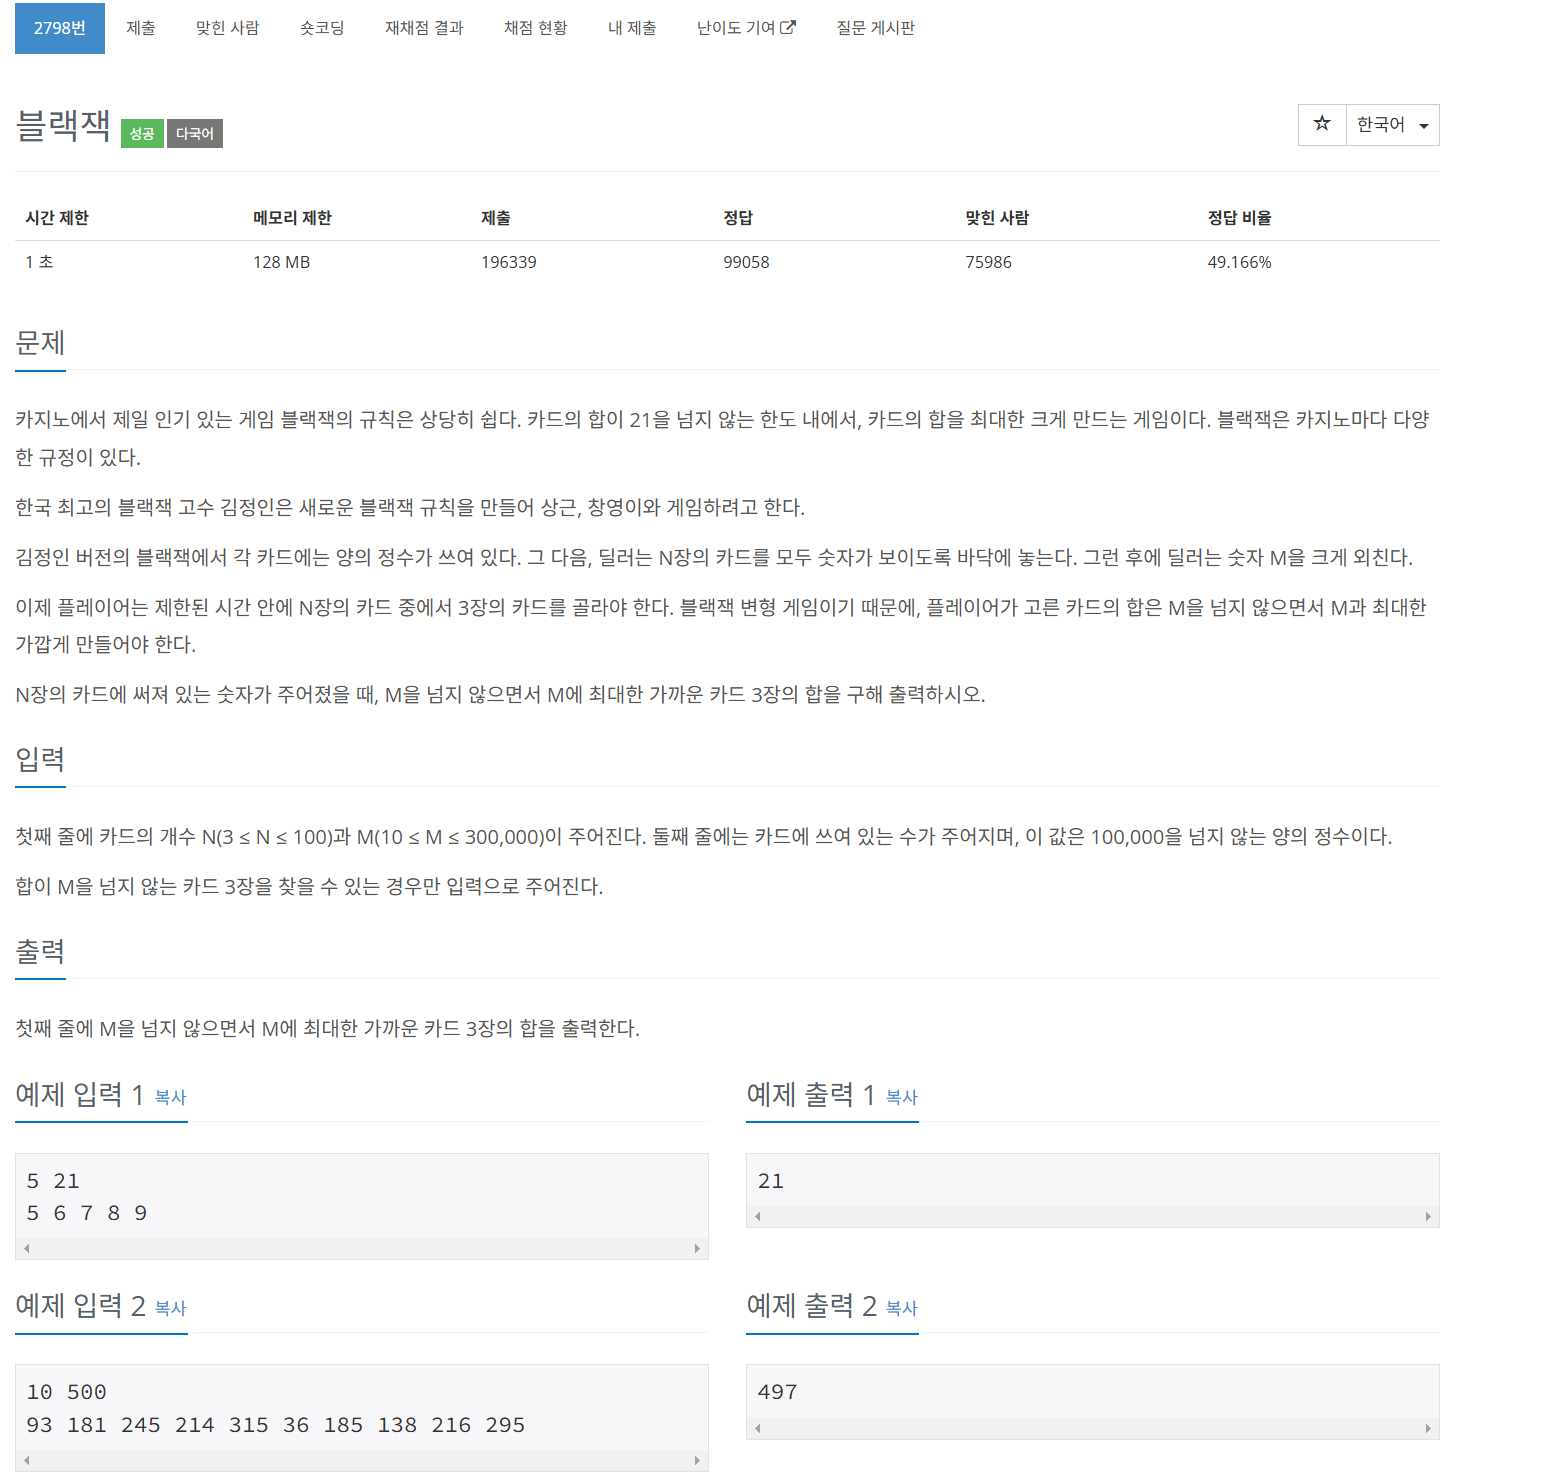 2798번 제출 맞힌 사람 숏코딩 재채점 결과 채점 현황 내 제출 난이도 기여 질문 게시판
블랙잭 성공 다국어 한국어
시간 제한 메모리 제한 제출 정답 맞힌 사람 정답 비율
1 초 128 MB 196339 99058 75986 49.166%
문제
카지노에서 제일 인기 있는 게임 블랙잭의 규칙은 상당히 쉽다. 카드의 합이 21을 넘지 않는 한도 내에서, 카드의 합을 최대한 크게 만드는 게임이다. 블랙잭은 카지노마다 다양
한 규정이 있다.
한국 최고의 블랙잭 고수 김정인은 새로운 블랙잭 규칙을 만들어 상근, 창영이와 게임하려고 한다.
김정인 버전의 블랙잭에서 각 카드에는 양의 정수가 쓰여 있다. 그 다음, 딜러는 N장의 카드를 모두 숫자가 보이도록 바닥에 놓는다. 그런 후에 딜러는 숫자 M을 크게 외친다.
이제 플레이어는 제한된 시간 안에 N장의 카드 중에서 3장의 카드를 골라야 한다. 블랙잭 변형 게임이기 때문에, 플레이어가 고른 카드의 합은 M을 넘지 않으면서 M과 최대한
가깝게 만들어야 한다.
N장의 카드에 써져 있는 숫자가 주어졌을 때, M을 넘지 않으면서 M에 최대한 가까운 카드 3장의 합을 구해 출력하시오.
입력
첫째 줄에 카드의 개수 N(3 ≤ N ≤ 100)과 M(10 ≤ M ≤ 300,000)이 주어진다. 둘째 줄에는 카드에 쓰여 있는 수가 주어지며, 이 값은 100,000을 넘지 않는 양의 정수이다.
합이 M을 넘지 않는 카드 3장을 찾을 수 있는 경우만 입력으로 주어진다.
출력
첫째 줄에 M을 넘지 않으면서 M에 최대한 가까운 카드 3장의 합을 출력한다.
예제 입력 1 복사
5 21
5 6 7 8 9
예제 출력 1 복사
21
예제 입력 2 복사
10 500
93 181 245 214 315 36 185 138 216 295
예제 출력 2 복사
497